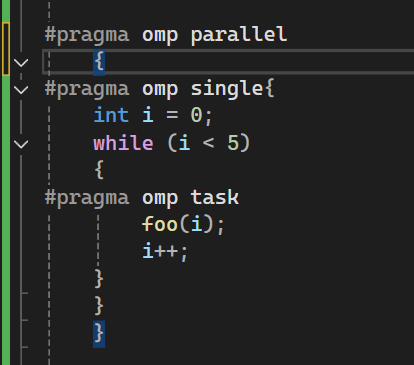 #pragma omp parallel
{
#pragma omp single{
int i = 0;
while (i < 5)
{
#pragma omp task
foo(i);
i++;
}
}
}